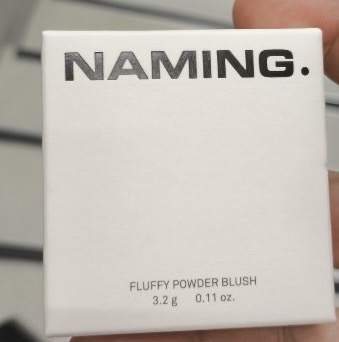 NAMING.
FLUFFY POWDER BLUSH
3.2 g 0.11 oz.